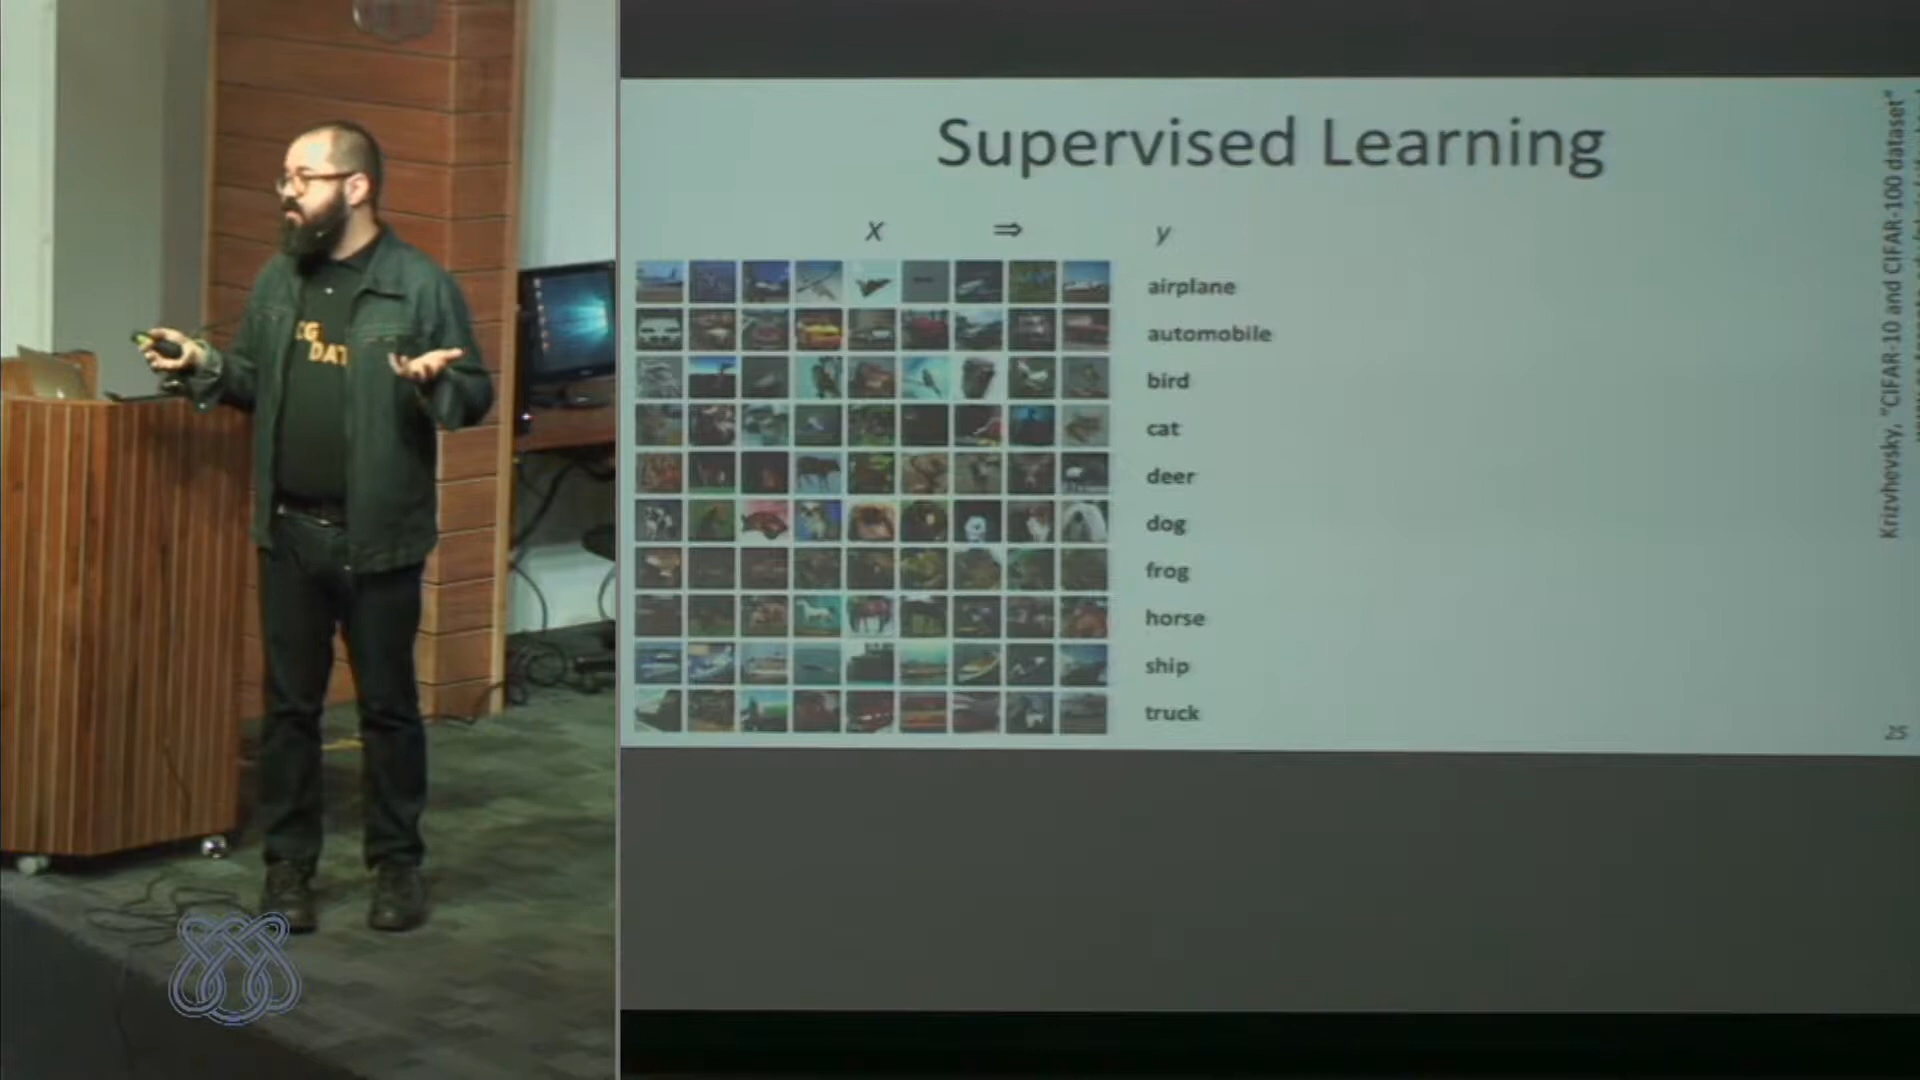 Supervised Learning
x ⇒ y
airplane
automobile
bird
cat
deer
dog
frog
horse
ship
truck
Krizhevsky, "CIFAR-10 and CIFAR-100 dataset"
25
DAT